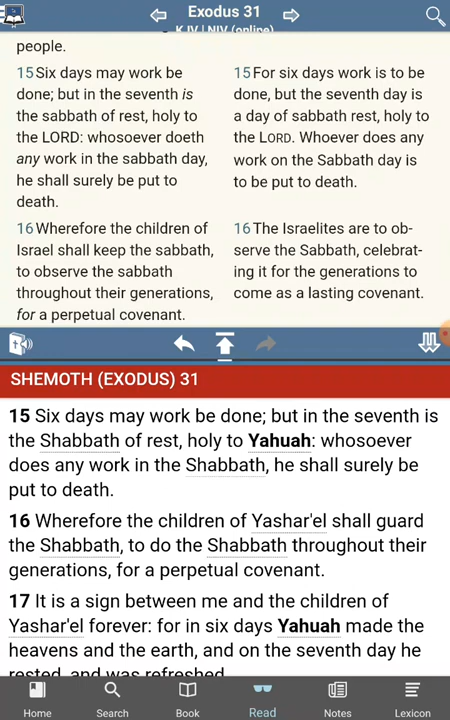 Exodus 31
KJV | NIV (online)
people.
15 Six days may work be
done; but in the seventh is
the sabbath of rest, holy to
the LORD: whosoever doeth
any work in the sabbath day,
he shall surely be put to
death.
16 Wherefore the children of
Israel shall keep the sabbath,
to observe the sabbath
throughout their generations,
for a perpetual covenant.
15 For six days work is to be
done, but the seventh day is
a day of sabbath rest, holy to
the LORD. Whoever does any
work on the Sabbath day is
to be put to death.
16 The Israelites are to ob-
serve the Sabbath, celebrat-
ing it for the generations to
come as a lasting covenant.
SHEMOTH (EXODUS) 31
15 Six days may work be done; but in the seventh is
the Shabbath of rest, holy to Yahuah: whosoever
does any work in the Shabbath, he shall surely be
put to death.
16 Wherefore the children of Yashar'el shall guard
the Shabbath, to do the Shabbath throughout their
generations, for a perpetual covenant.
17 It is a sign between me and the children of
Yashar'el forever: for in six days Yahuah made the
heavens and the earth, and on the seventh day he
rested, and was refreshed.
Home Search Book Read Notes Lexicon